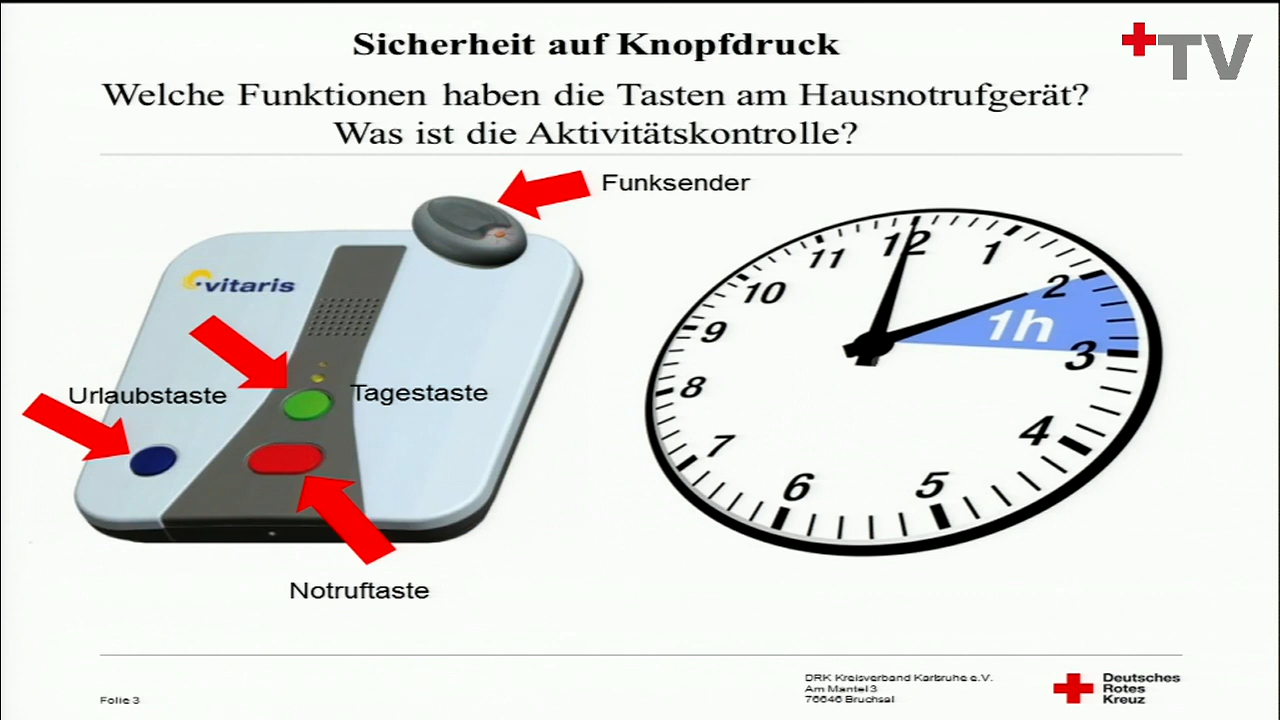 Sicherheit auf Knopfdruck
+TV
Welche Funktionen haben die Tasten am Hausnotrufgerät?
Was ist die Aktivitätskontrolle?
Funksender
vitaris
Urlaubstaste
Tagestaste
Notruftaste
12
1
2
3
4
5
6
7
8
9
10
11
1h
Folie 3
DRK Kreisverband Karlsruhe e.V.
Am Mantel 3
76646 Bruchsal
Deutsches
Rotes
Kreuz